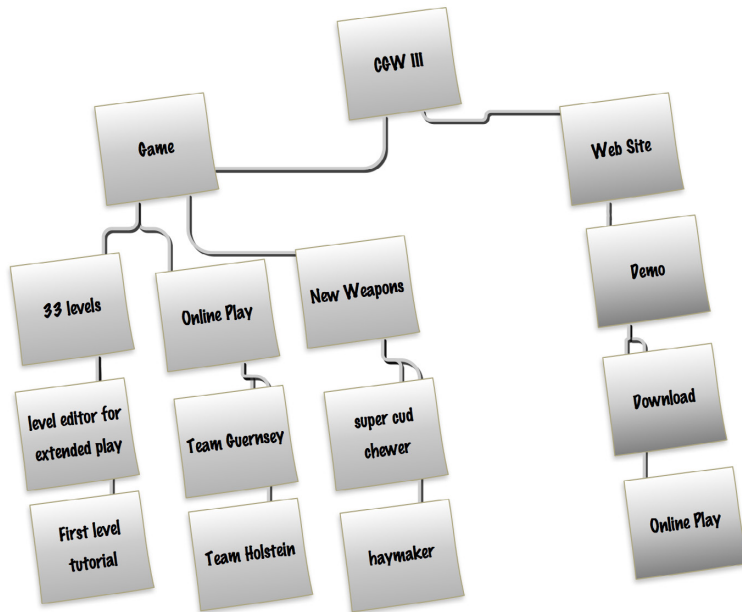 CGW III
Game
Web Site
33 levels
Online Play
New Weapons
Demo
level editor for
extended play
Team Guernsey
super cud
chewer
Download
First level
tutorial
Team Holstein
haymaker
Online Play